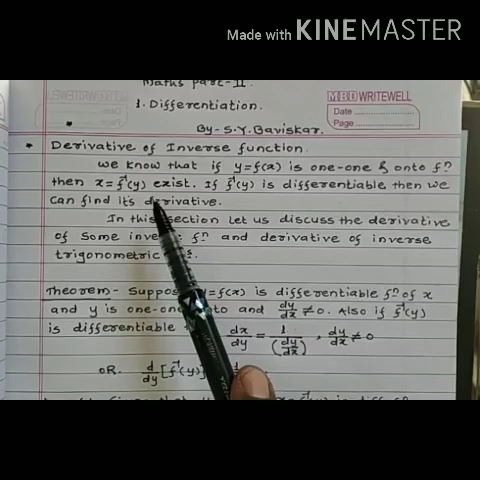 Made with KINEMASTER
Maths part-II
MBD WRITEWELL
Date
Page
1. Differentiation.
By-S.Y.Baviskar.
* Derivative of Inverse function.
We know that if y=f(x) is one-one & onto fⁿ
then x=f⁻¹(y) exist. If f⁻¹(y) is differentiable then we
can find it's derivative.
In this section let us discuss the derivative
of some fⁿ and derivative of inverse
trigonometric
Theorem- y=f(x) is differentiable fⁿ of x
and y is one-one and dy/dx ≠0. Also if f⁻¹(y)
is differentiable dx/dy = 1/(dy/dx) , dy/dx ≠0
OR. d/dy [f⁻¹(y)]